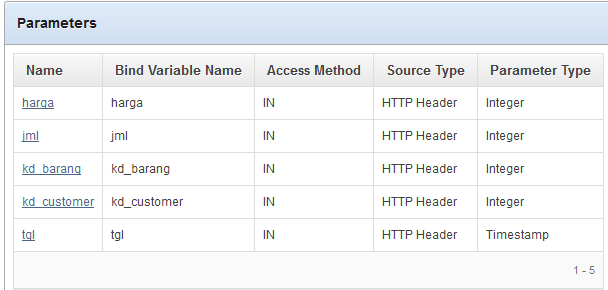 Parameters
Name Bind Variable Name Access Method Source Type Parameter Type
harga harga IN HTTP Header Integer
jml jml IN HTTP Header Integer
kd_barang kd_barang IN HTTP Header Integer
kd_customer kd_customer IN HTTP Header Integer
tgl tgl IN HTTP Header Timestamp
1 - 5